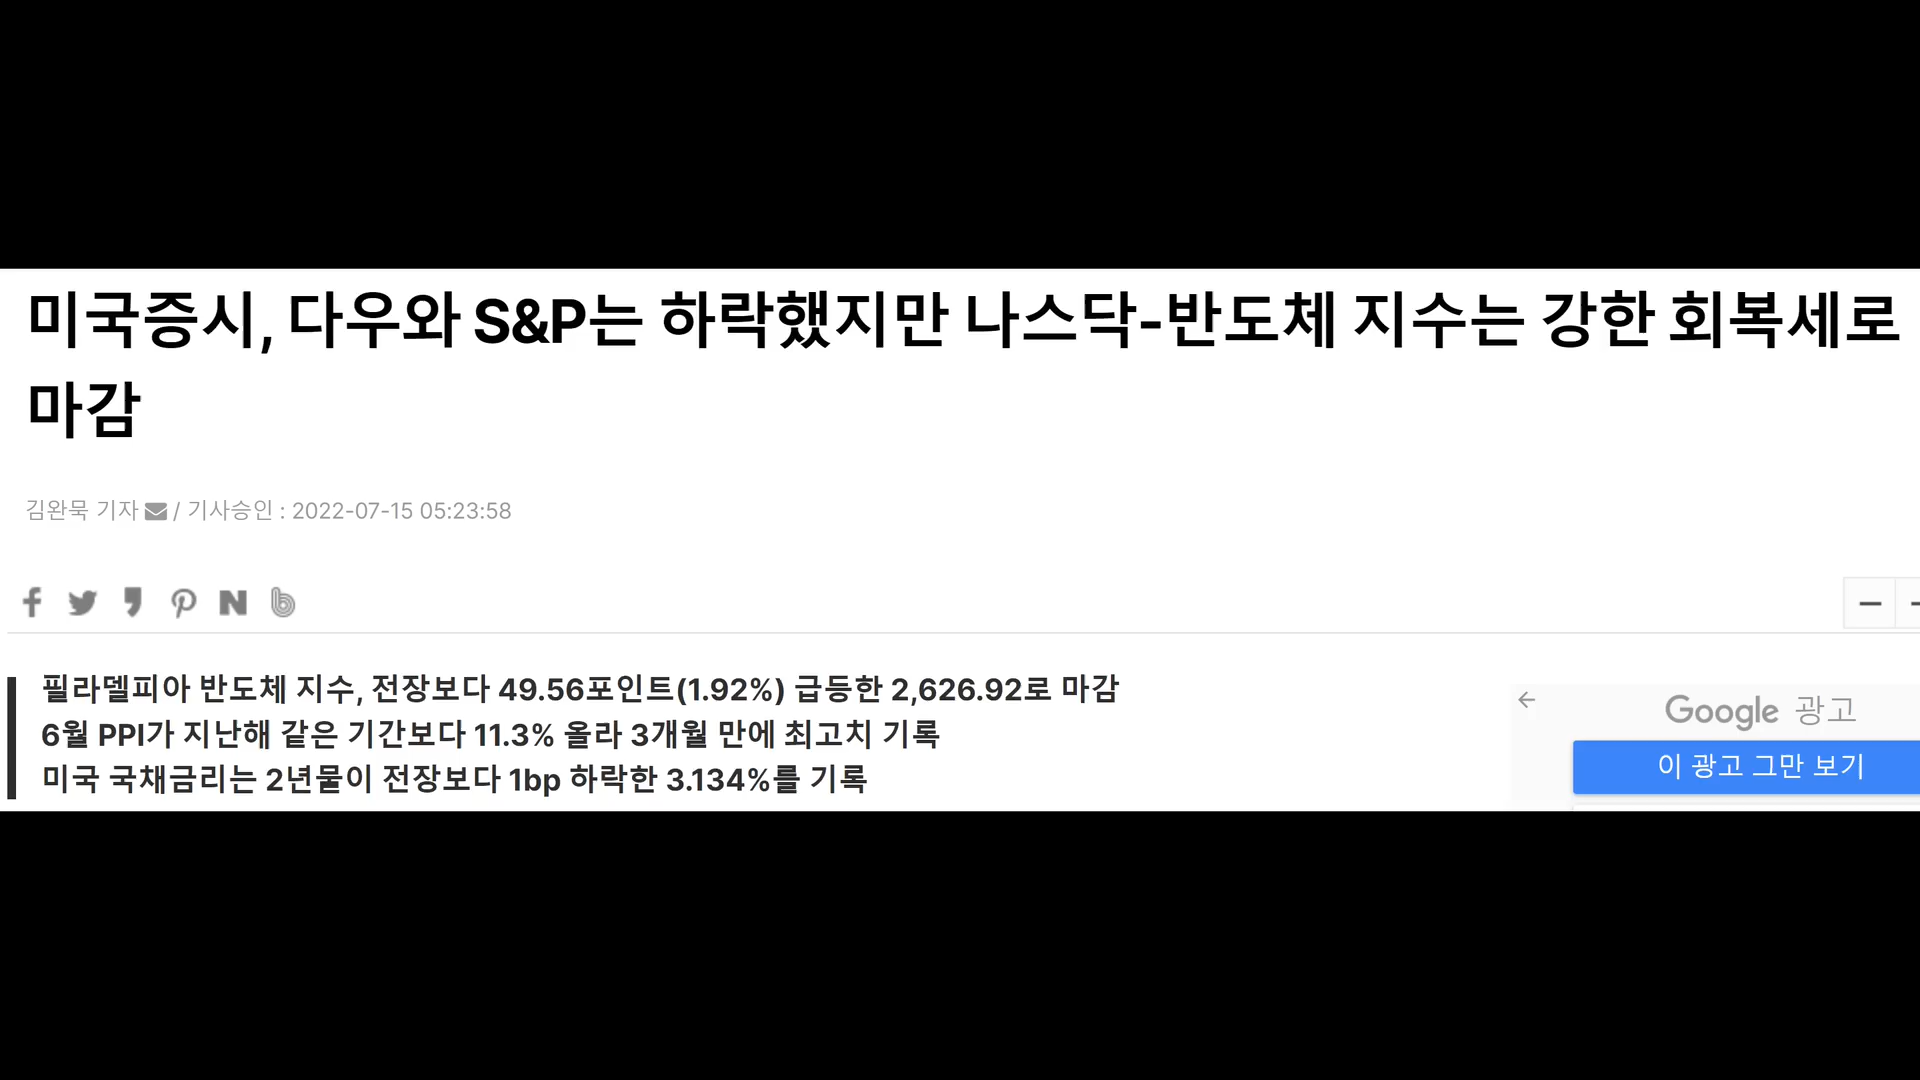 미국증시, 다우와 S&P는 하락했지만 나스닥-반도체 지수는 강한 회복세로
마감
김완묵 기자 / 기사승인 : 2022-07-15 05:23:58
필라델피아 반도체 지수, 전장보다 49.56포인트(1.92%) 급등한 2,626.92로 마감
6월 PPI가 지난해 같은 기간보다 11.3% 올라 3개월 만에 최고치 기록
미국 국채금리는 2년물이 전장보다 1bp 하락한 3.134%를 기록
Google 광고
이 광고 그만 보기